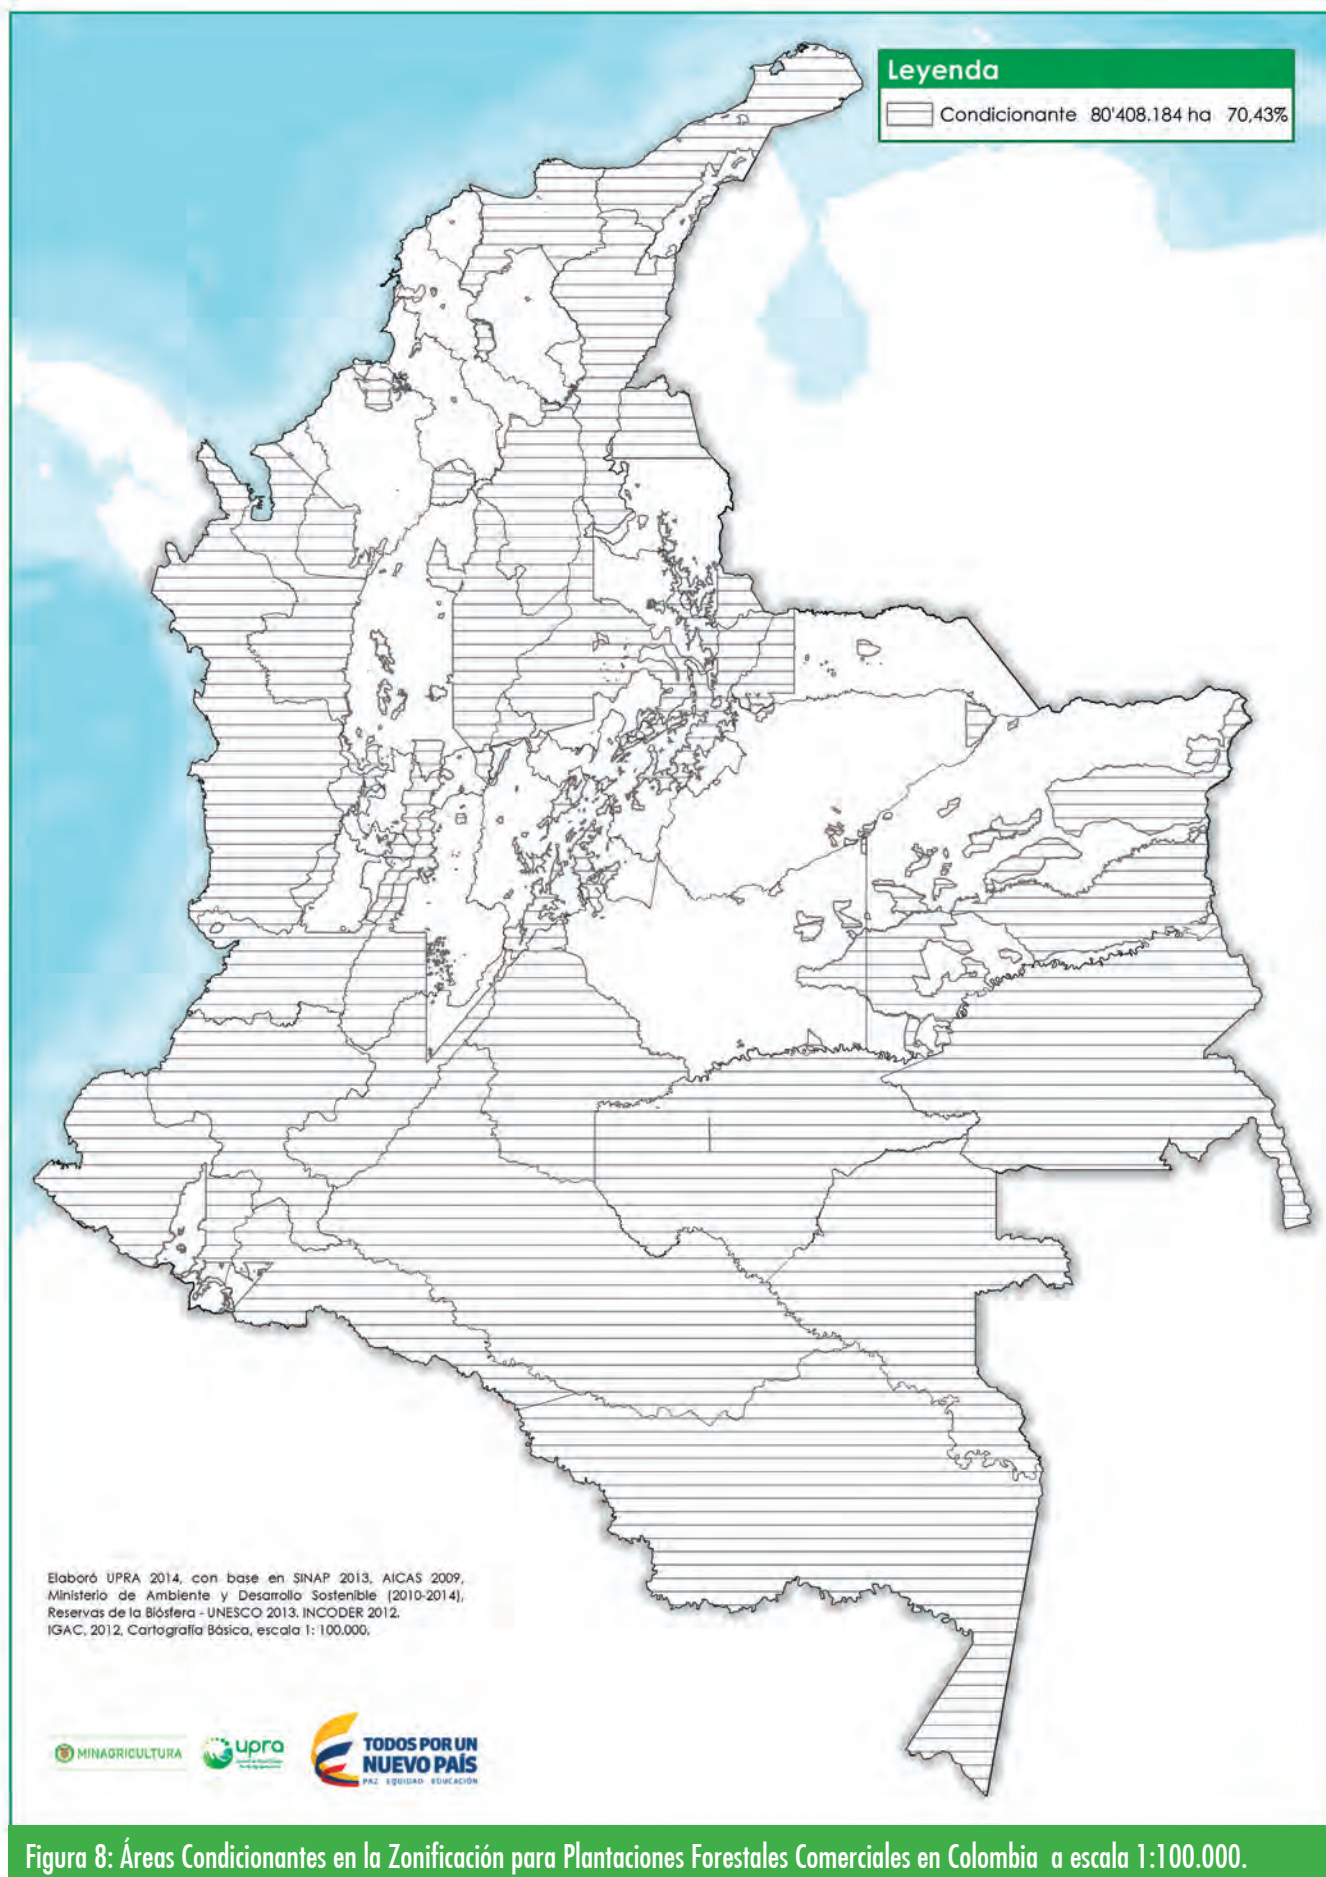 Leyenda
Condicionante 80'408.184 ha 70,43%
Elaboró UPRA 2014, con base en SINAP 2013, AICAS 2009,
Ministerio de Ambiente y Desarrollo Sostenible (2010-2014),
Reservas de la Biósfera - UNESCO 2013. INCODER 2012.
IGAC, 2012, Cartografía Básica, escala 1: 100.000.
MINAGRICULTURA
upra
TODOS POR UN
NUEVO PAÍS
PAZ EQUIDAD EDUCACIÓN
Figura 8: Áreas Condicionantes en la Zonificación para Plantaciones Forestales Comerciales en Colombia a escala 1:100.000.